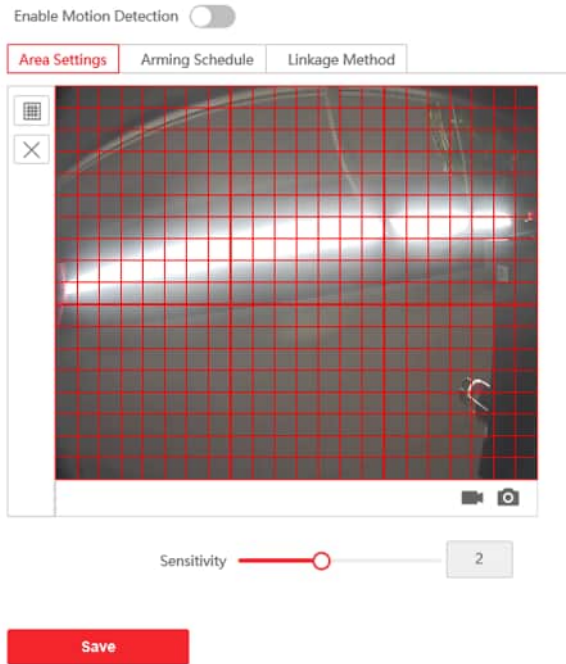 Enable Motion Detection
Area Settings Arming Schedule Linkage Method
Sensitivity 2
Save